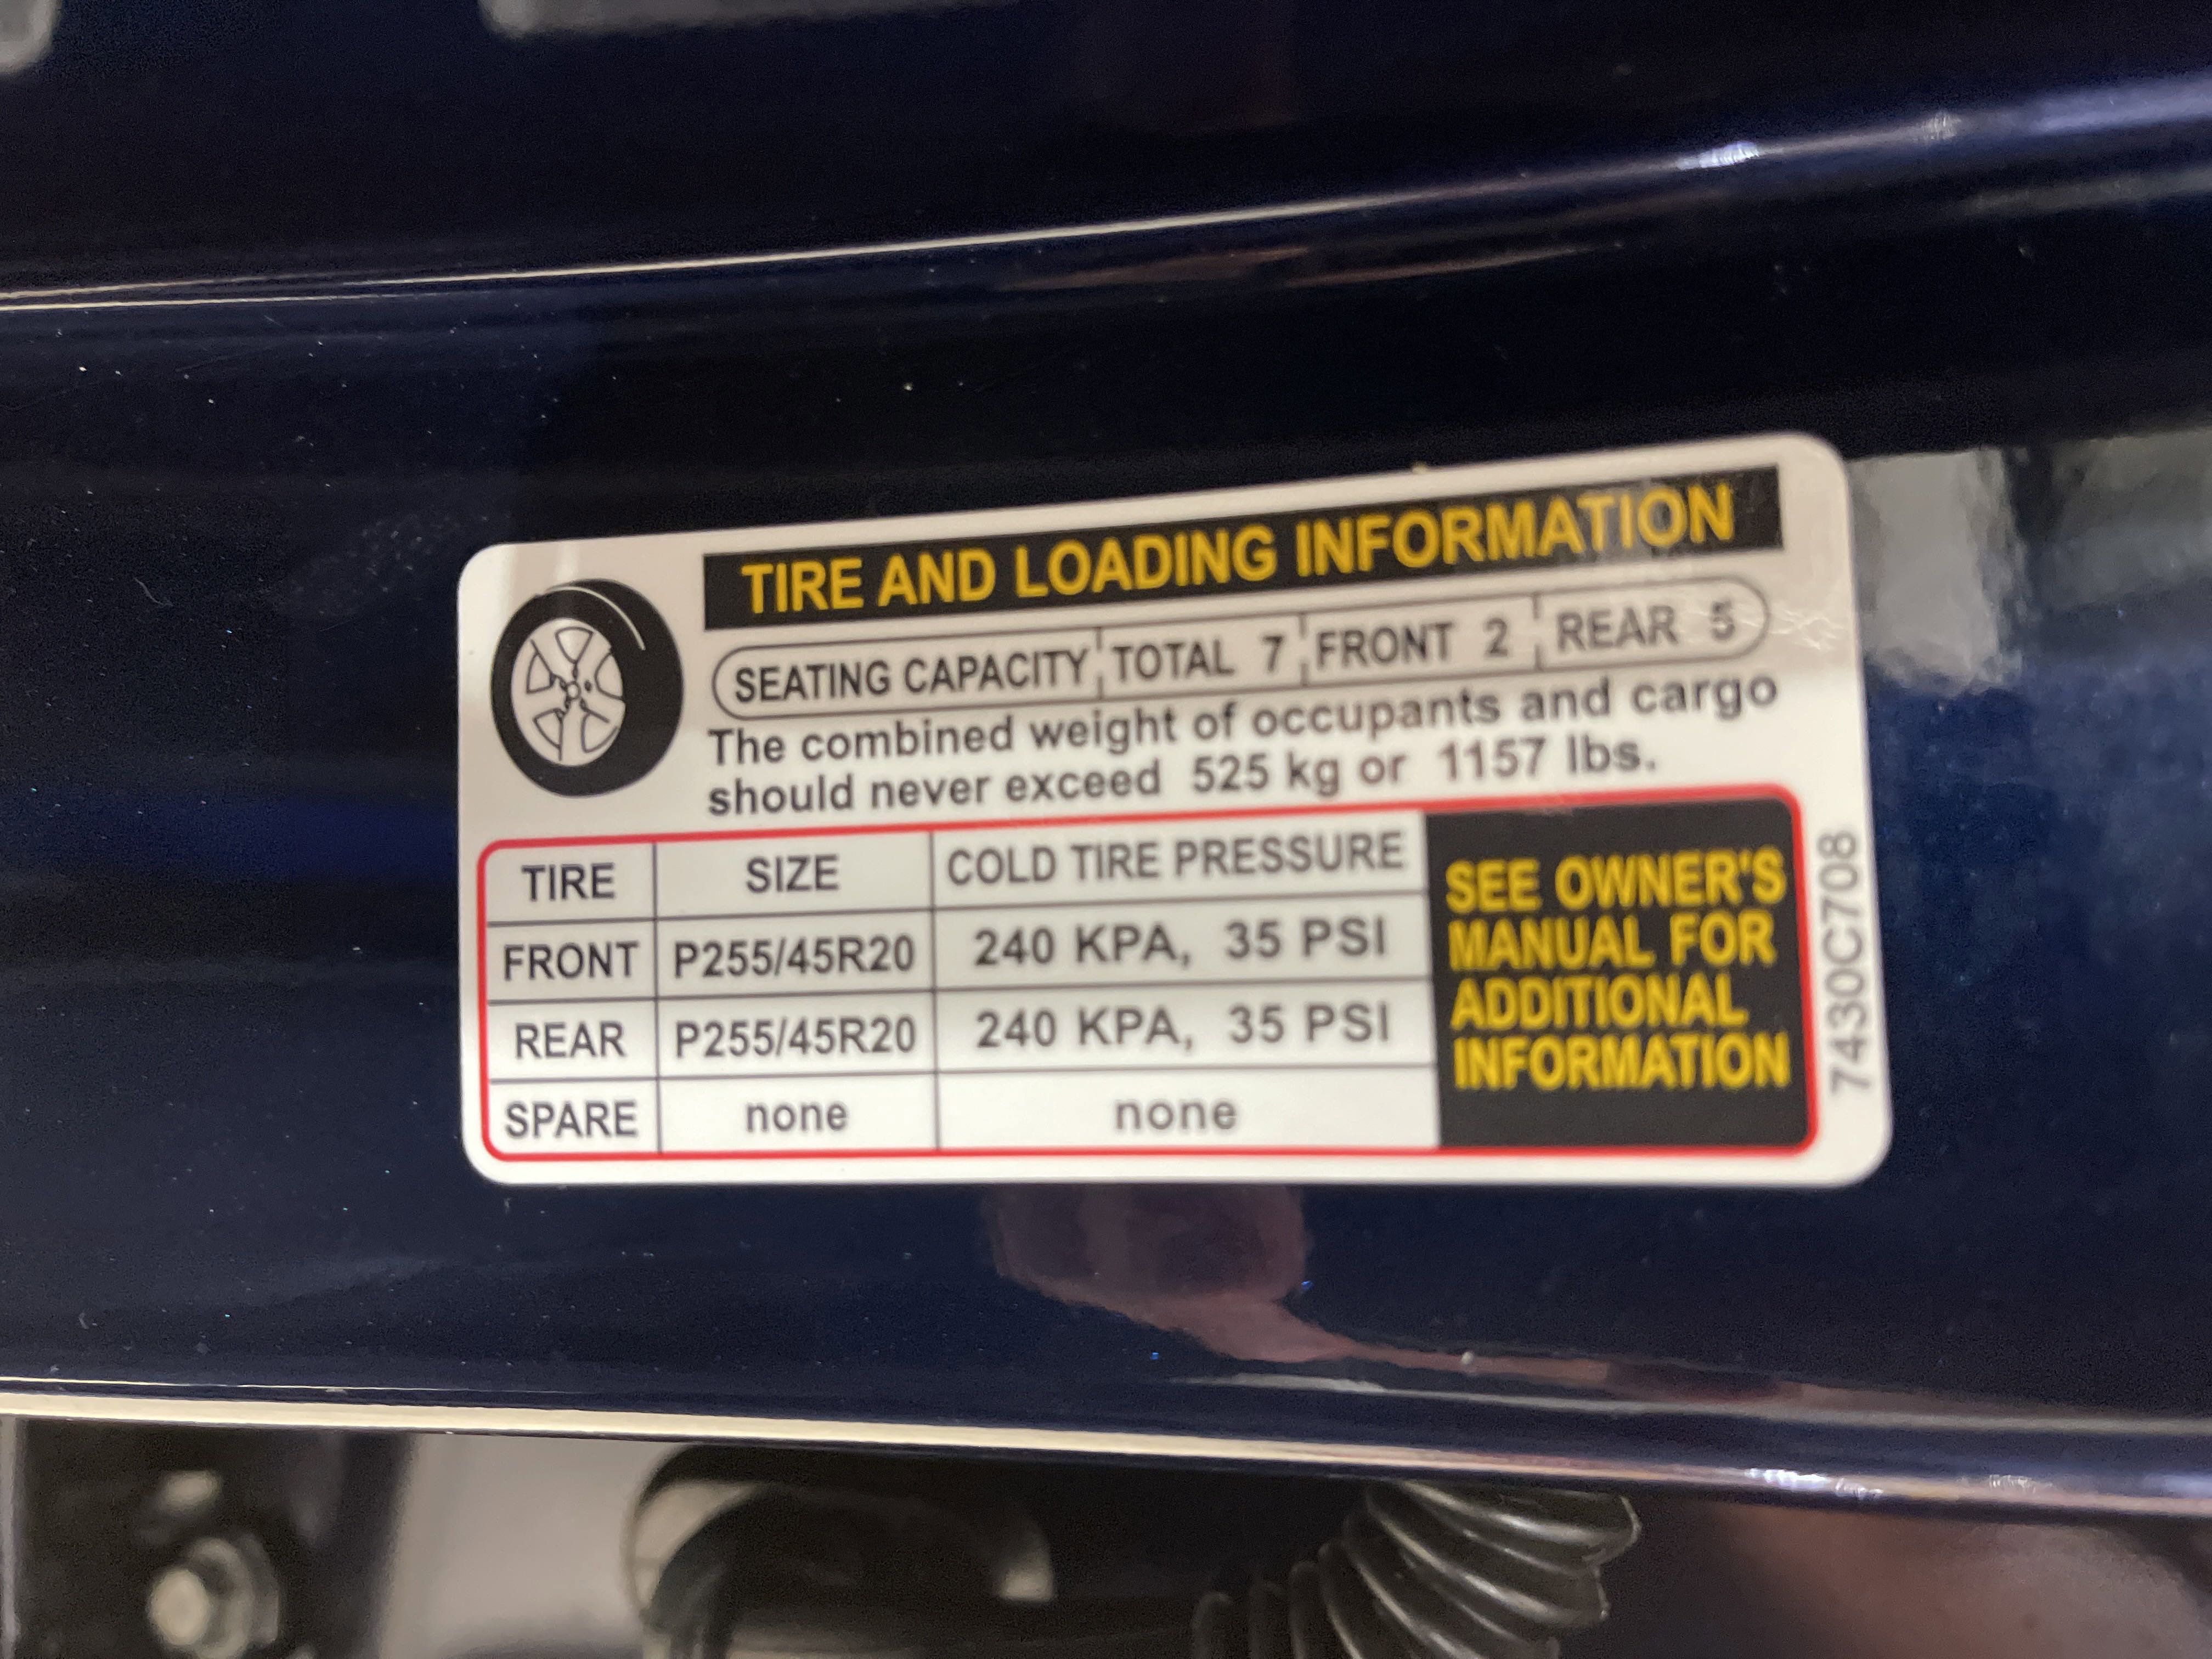 TIRE AND LOADING INFORMATION
SEATING CAPACITY TOTAL 7 FRONT 2 REAR 5
The combined weight of occupants and cargo
should never exceed 525 kg or 1157 lbs.
TIRE SIZE COLD TIRE PRESSURE
FRONT P255/45R20 240 KPA, 35 PSI
REAR P255/45R20 240 KPA, 35 PSI
SPARE none none
SEE OWNER'S
MANUAL FOR
ADDITIONAL
INFORMATION
7430C708